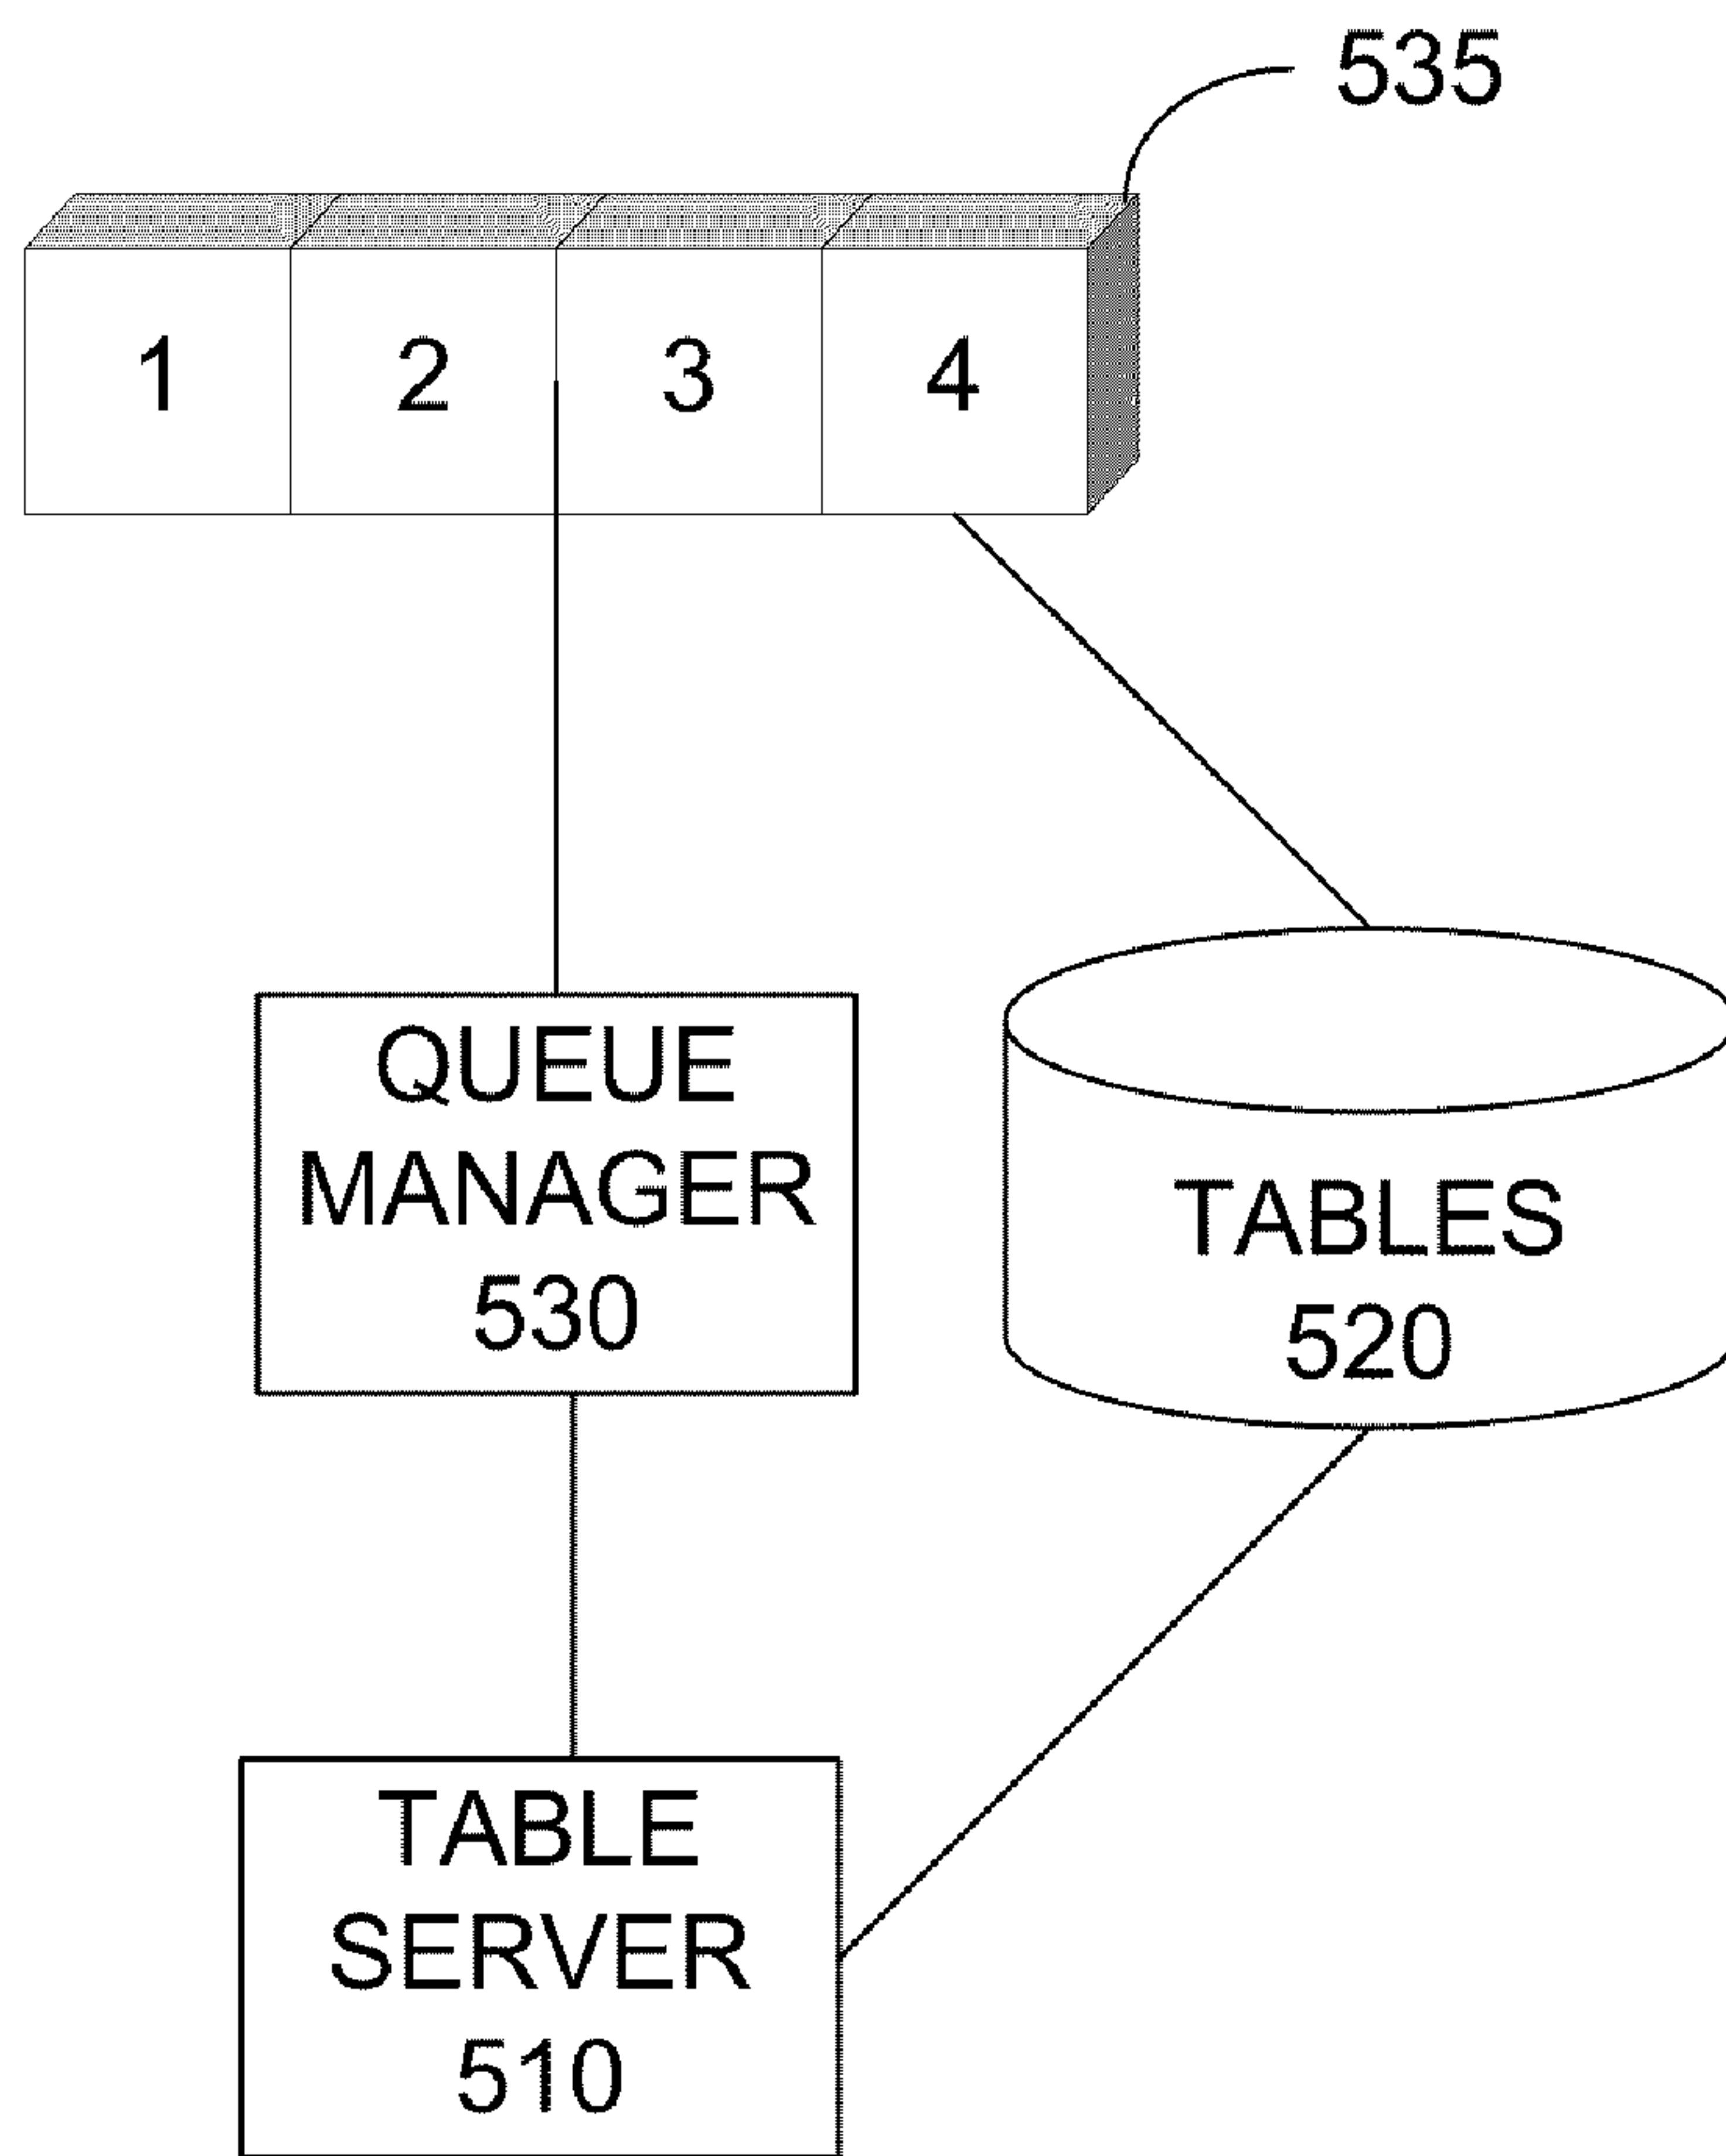 535
1 2 3 4
QUEUE
MANAGER
530
TABLES
520
TABLE
SERVER
510